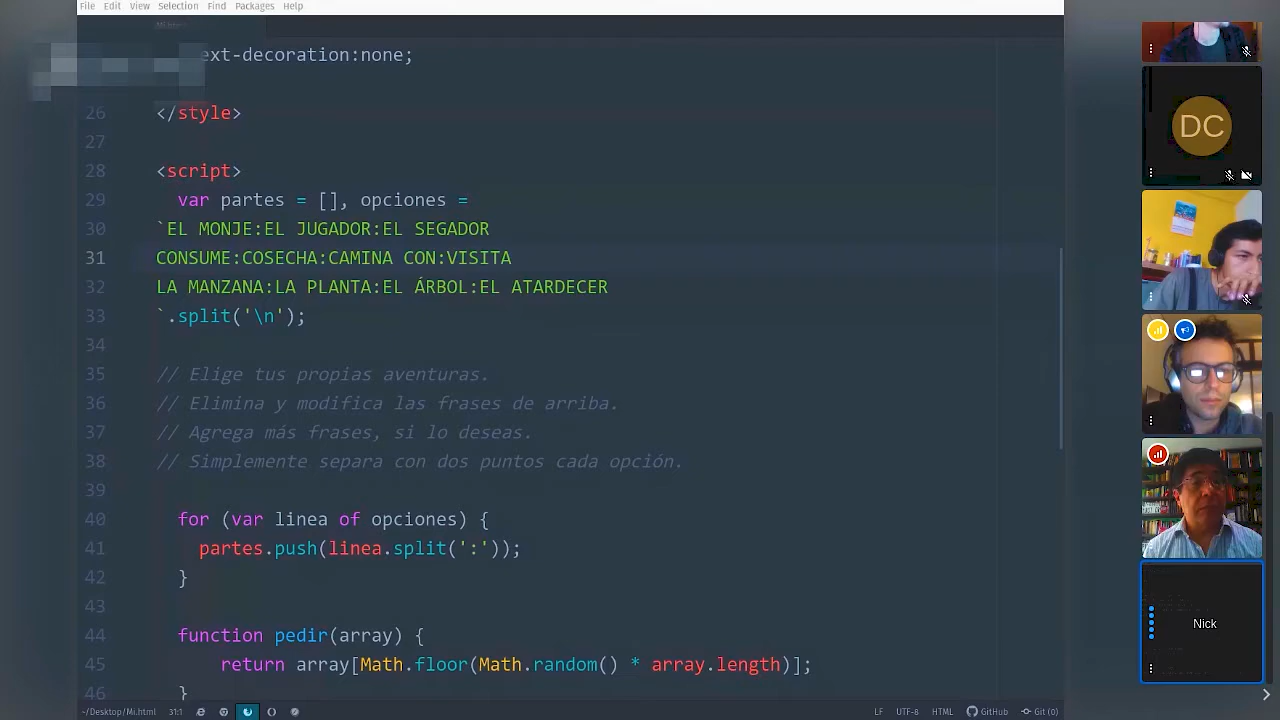 File Edit View Selection Find Packages Help
ext-decoration:none;
26 </style>
27
28 <script>
29 var partes = [], opciones =
30 `EL MONJE:EL JUGADOR:EL SEGADOR
31 CONSUME:COSECHA:CAMINA CON:VISITA
32 LA MANZANA:LA PLANTA:EL ÁRBOL:EL ATARDECER
33 `.split('\n');
34
35 // Elige tus propias aventuras.
36 // Elimina y modifica las frases de arriba.
37 // Agrega más frases, si lo deseas.
38 // Simplemente separa con dos puntos cada opción.
39
40 for (var linea of opciones) {
41 partes.push(linea.split(':'));
42 }
43
44 function pedir(array) {
45 return array[Math.floor(Math.random() * array.length)];
46 }
~/Desktop/Mi.html 31:1 LF UTF-8 HTML GitHub Git (0)
DC
Nick